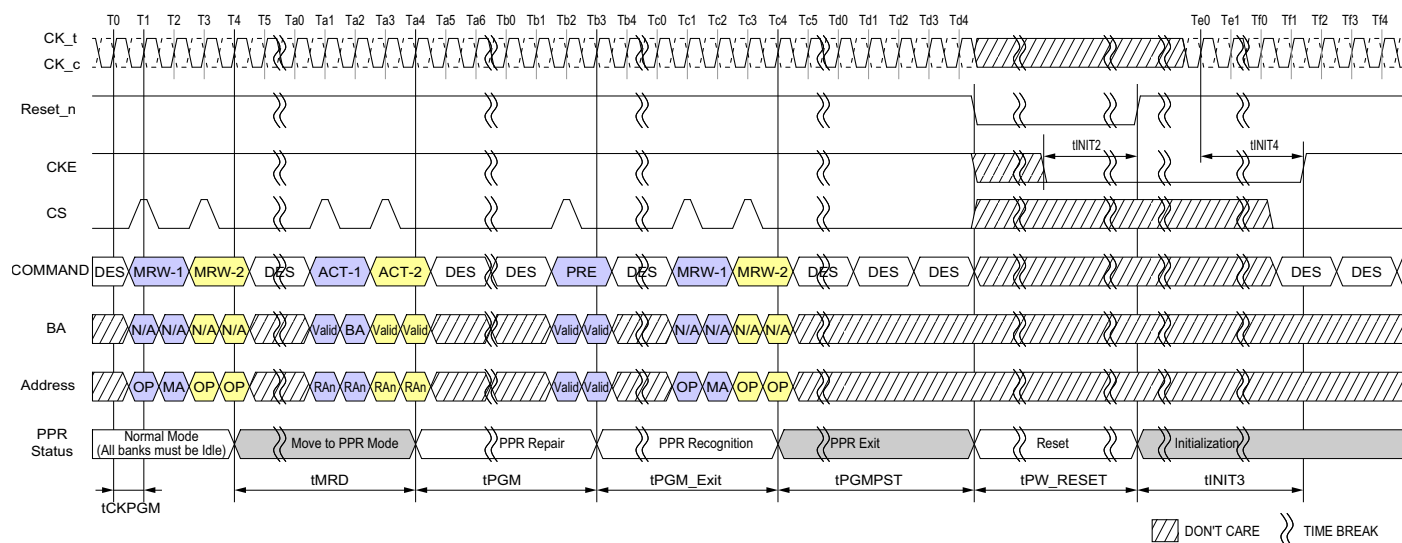 T0 T1 T2 T3 T4 T5 Ta0 Ta1 Ta2 Ta3 Ta4 Ta5 Ta6 Tb0 Tb1 Tb2 Tb3 Tb4 Tc0 Tc1 Tc2 Tc3 Tc4 Tc5 Td0 Td1 Td2 Td3 Td4 Te0 Te1 Tf0 Tf1 Tf2 Tf3 Tf4
CK_t
CK_c
Reset_n
tINIT2 tINIT4
CKE
CS
COMMAND DES MRW-1 MRW-2 DES ACT-1 ACT-2 DES DES PRE DES MRW-1 MRW-2 DES DES DES DES DES
BA N/A N/A N/A N/A Valid BA Valid Valid Valid Valid N/A N/A N/A N/A
Address OP MA OP OP RAn RAn RAn RAn Valid Valid OP MA OP OP
PPR
Status
Normal Mode
(All banks must be Idle)
Move to PPR Mode PPR Repair PPR Recognition PPR Exit Reset Initialization
tMRD tPGM tPGM_Exit tPGMPST tPW_RESET tINIT3
tCKPGM
DON'T CARE TIME BREAK